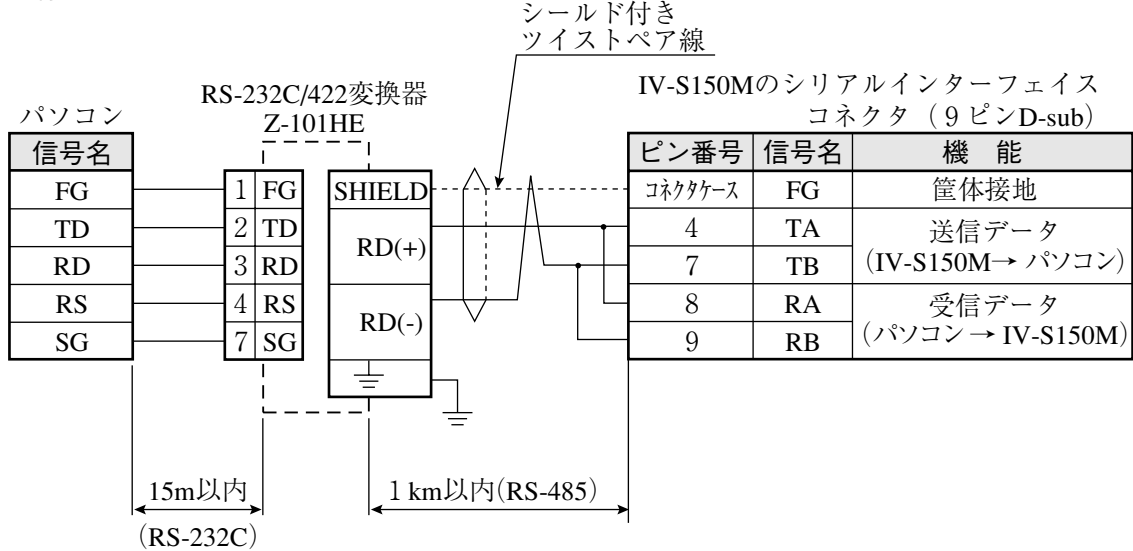 シールド付き
ツイストペア線
RS-232C/422変換器
Z-101HE
IV-S150Mのシリアルインターフェイス
コネクタ（９ピンD-sub）
パソコン
信号名
FG
TD
RD
RS
SG
1 FG
2 TD
3 RD
4 RS
7 SG
SHIELD
RD(+)
RD(-)
ピン番号 信号名 機 能
コネクタケース FG 筐体接地
4 TA 送信データ
7 TB (IV-S150M→ パソコン)
8 RA 受信データ
9 RB (パソコン → IV-S150M)
15m以内
(RS-232C)
１km以内(RS-485)